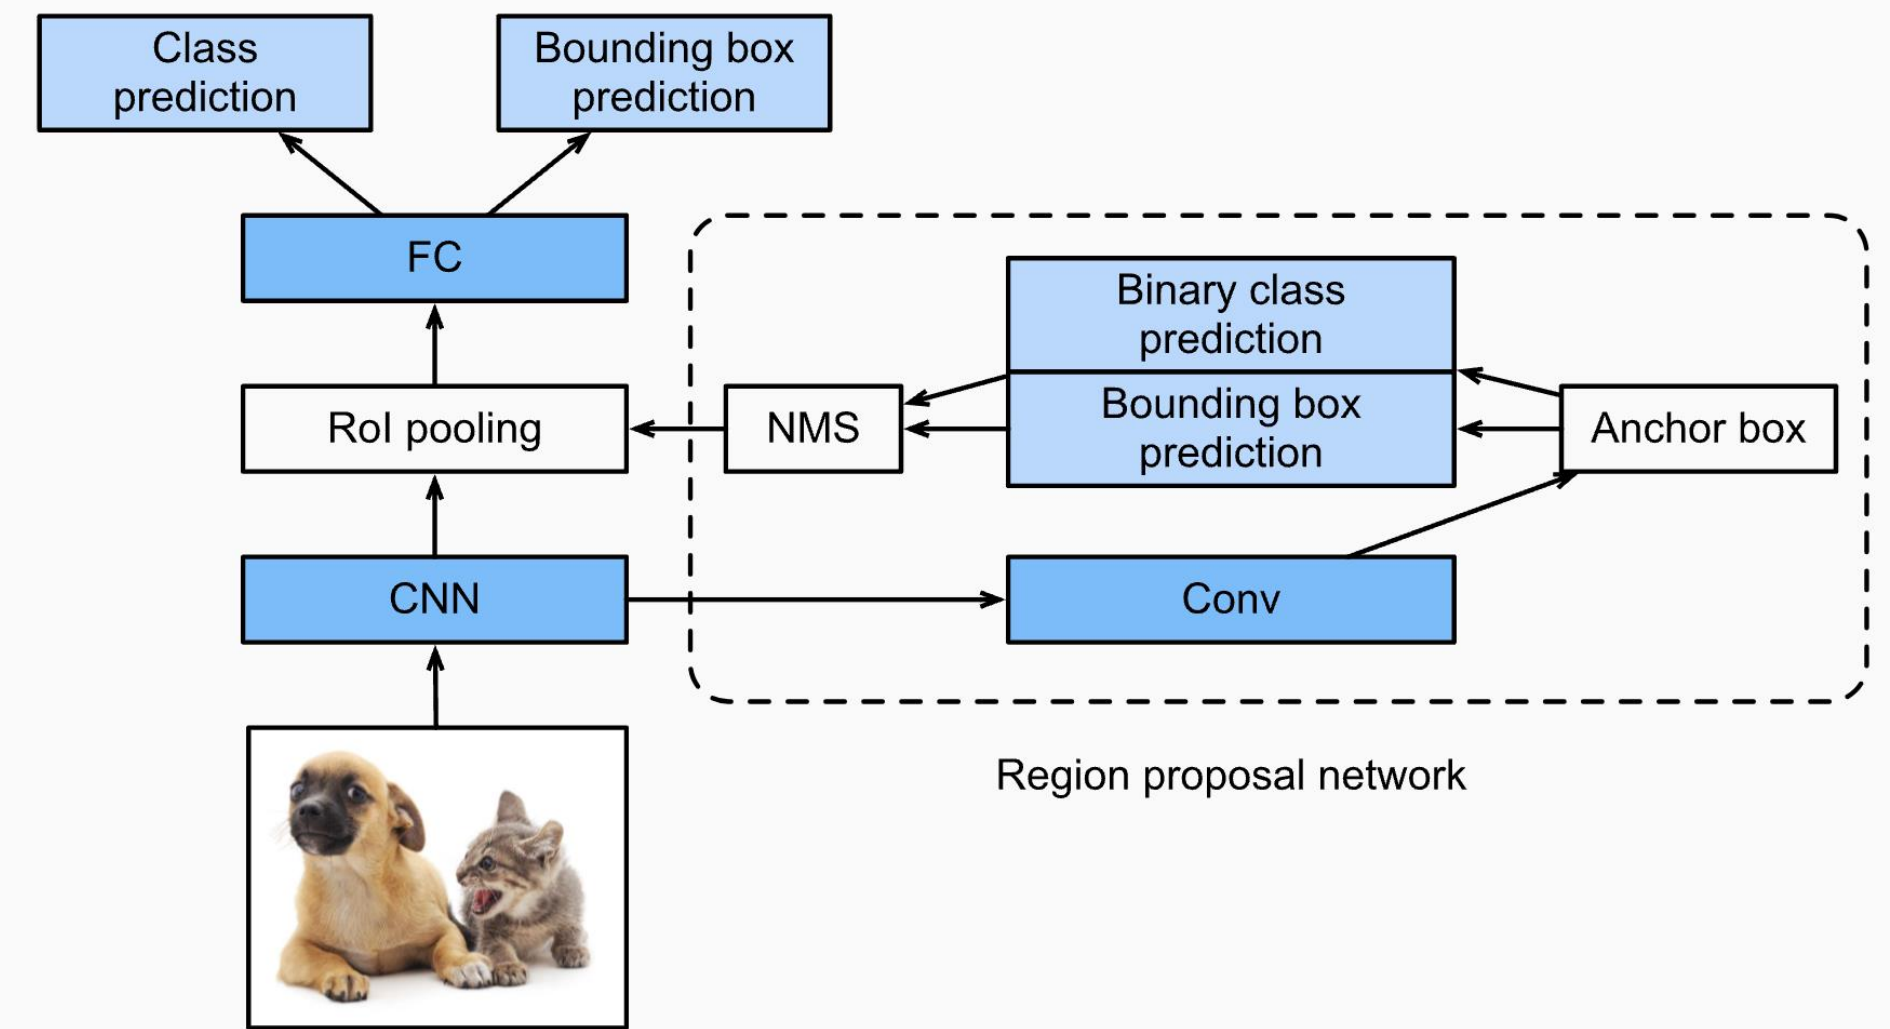 Class
prediction
Bounding box
prediction
FC
Binary class
prediction
RoI pooling
NMS
Bounding box
prediction
Anchor box
CNN
Conv
Region proposal network